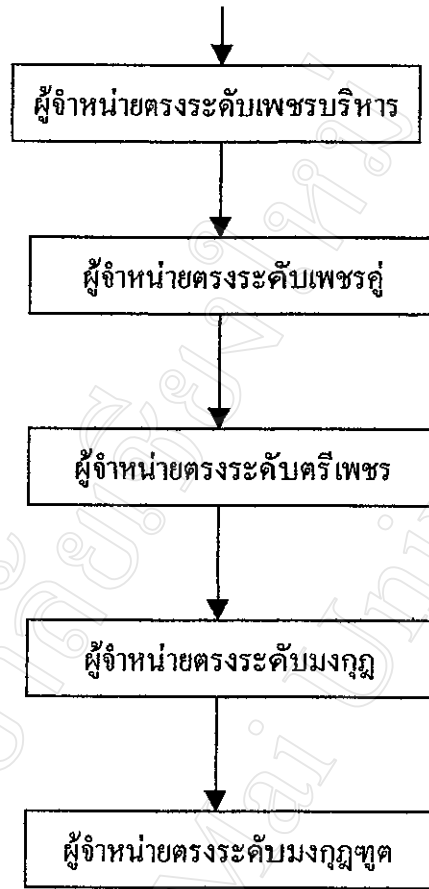 ผู้จำหน่ายตรงระดับเพชรบริหาร
ผู้จำหน่ายตรงระดับเพชรคู่
ผู้จำหน่ายตรงระดับตรีเพชร
ผู้จำหน่ายตรงระดับมงกุฎ
ผู้จำหน่ายตรงระดับมงกุฎฑูต